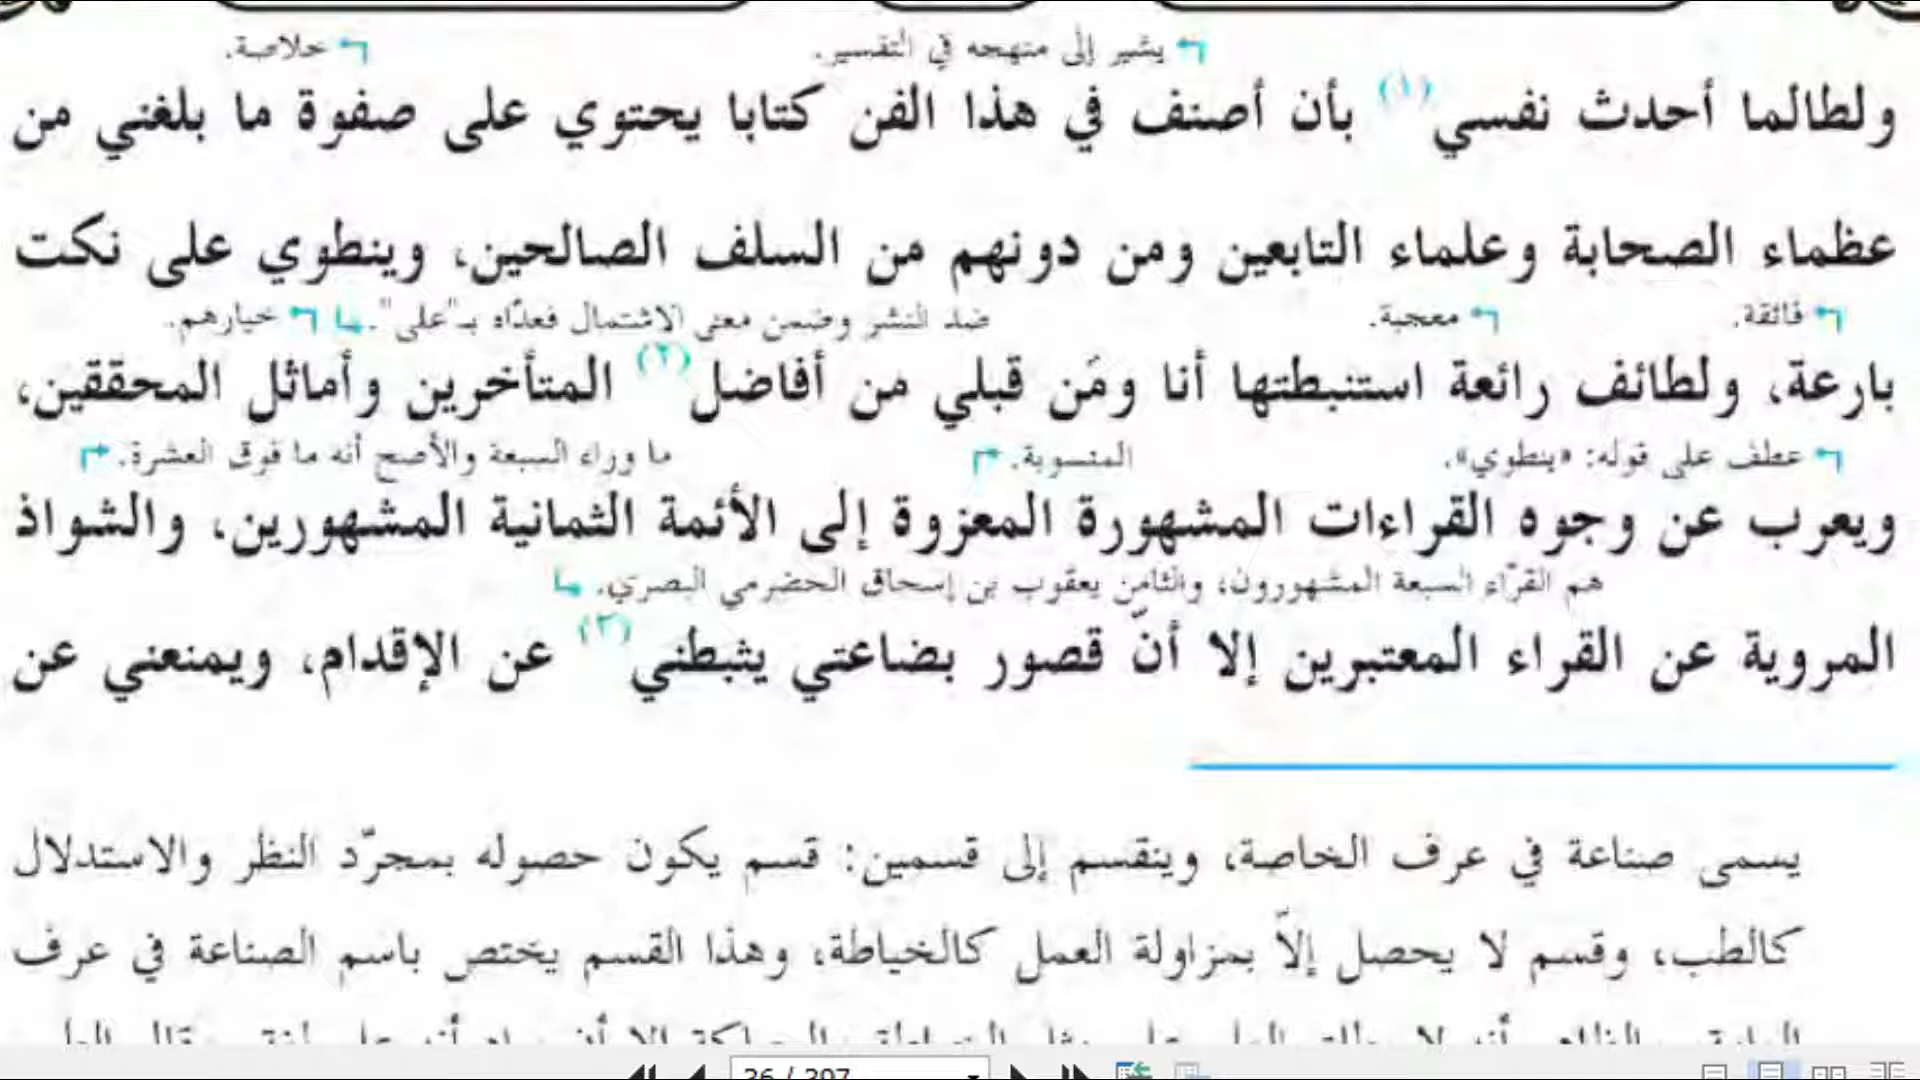 يشير إلى منهجه في التفسير. خلاصة.
ولطالما أحدث نفسي (١) بأن أصنف في هذا الفن كتابا يحتوي على صفوة ما بلغني من
عظماء الصحابة وعلماء التابعين ومن دونهم من السلف الصالحين، وينطوي على نكت
فائقة. معجبة. ضد النشر وضمن معنى الاشتمال فعدّاه بـ"على". خيارهم.
بارعة، ولطائف رائعة استنبطتها أنا ومَن قبلي من أفاضل (٢) المتأخرين وأماثل المحققين،
عطف على قوله: «ينطوي». المنسوبة. ما وراء السبعة والأصح أنه ما فوق العشرة.
ويعرب عن وجوه القراءات المشهورة المعزوة إلى الأئمة الثمانية المشهورين، والشواذ
هم القرّاء السبعة المشهورون، والثامن يعقوب بن إسحاق الحضرمي البصري.
المروية عن القراء المعتبرين إلا أنّ قصور بضاعتي يثبطني (٣) عن الإقدام، ويمنعني عن
يسمى صناعة في عرف الخاصة، وينقسم إلى قسمين: قسم يكون حصوله بمجرّد النظر والاستدلال
كالطب، وقسم لا يحصل إلاّ بمزاولة العمل كالخياطة، وهذا القسم يختص باسم الصناعة في عرف
36 / 397